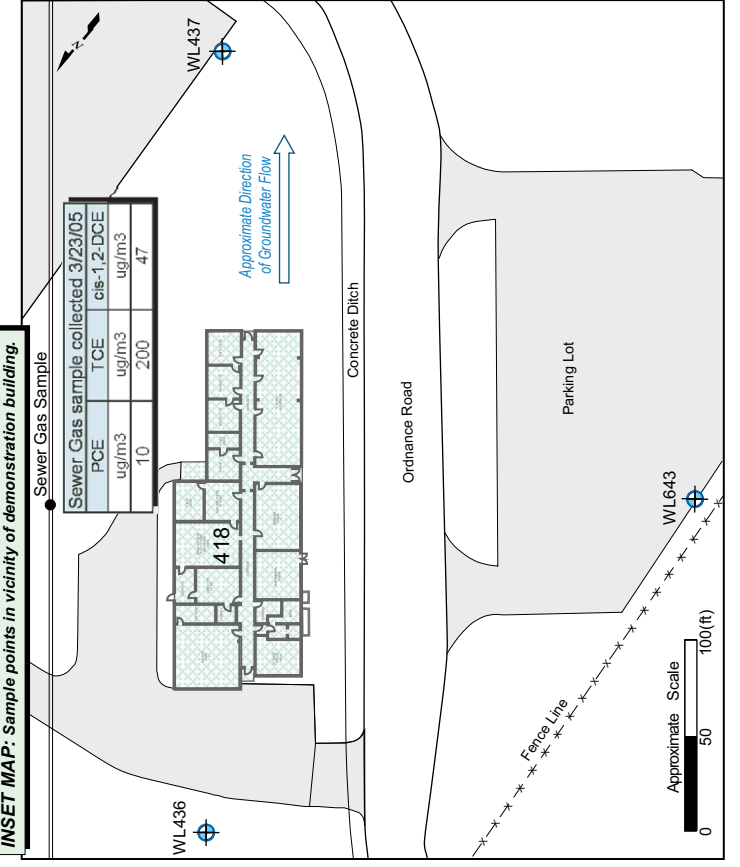 INSET MAP: Sample points in vicinity of demonstration building.
Sewer Gas Sample
Sewer Gas sample collected 3/23/05
PCE TCE cis-1,2-DCE
ug/m3 ug/m3 ug/m3
10 200 47
N
WL437
WL436
418
Approximate Direction
of Groundwater Flow
Concrete Ditch
Ordnance Road
Parking Lot
WL643
Fence Line
Approximate Scale
0 50 100(ft)